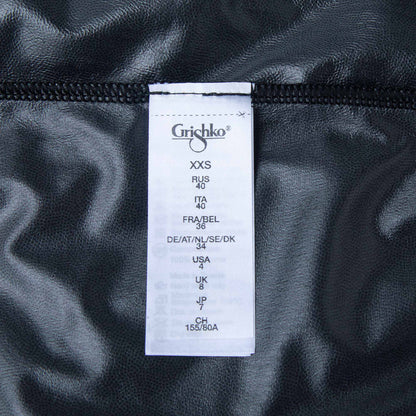 Grishko®
XXS
RUS
40
ITA
40
FRA/BEL
36
DE/AT/NL/SE/DK
34
USA
4
UK
8
JP
7
CH
155/80A